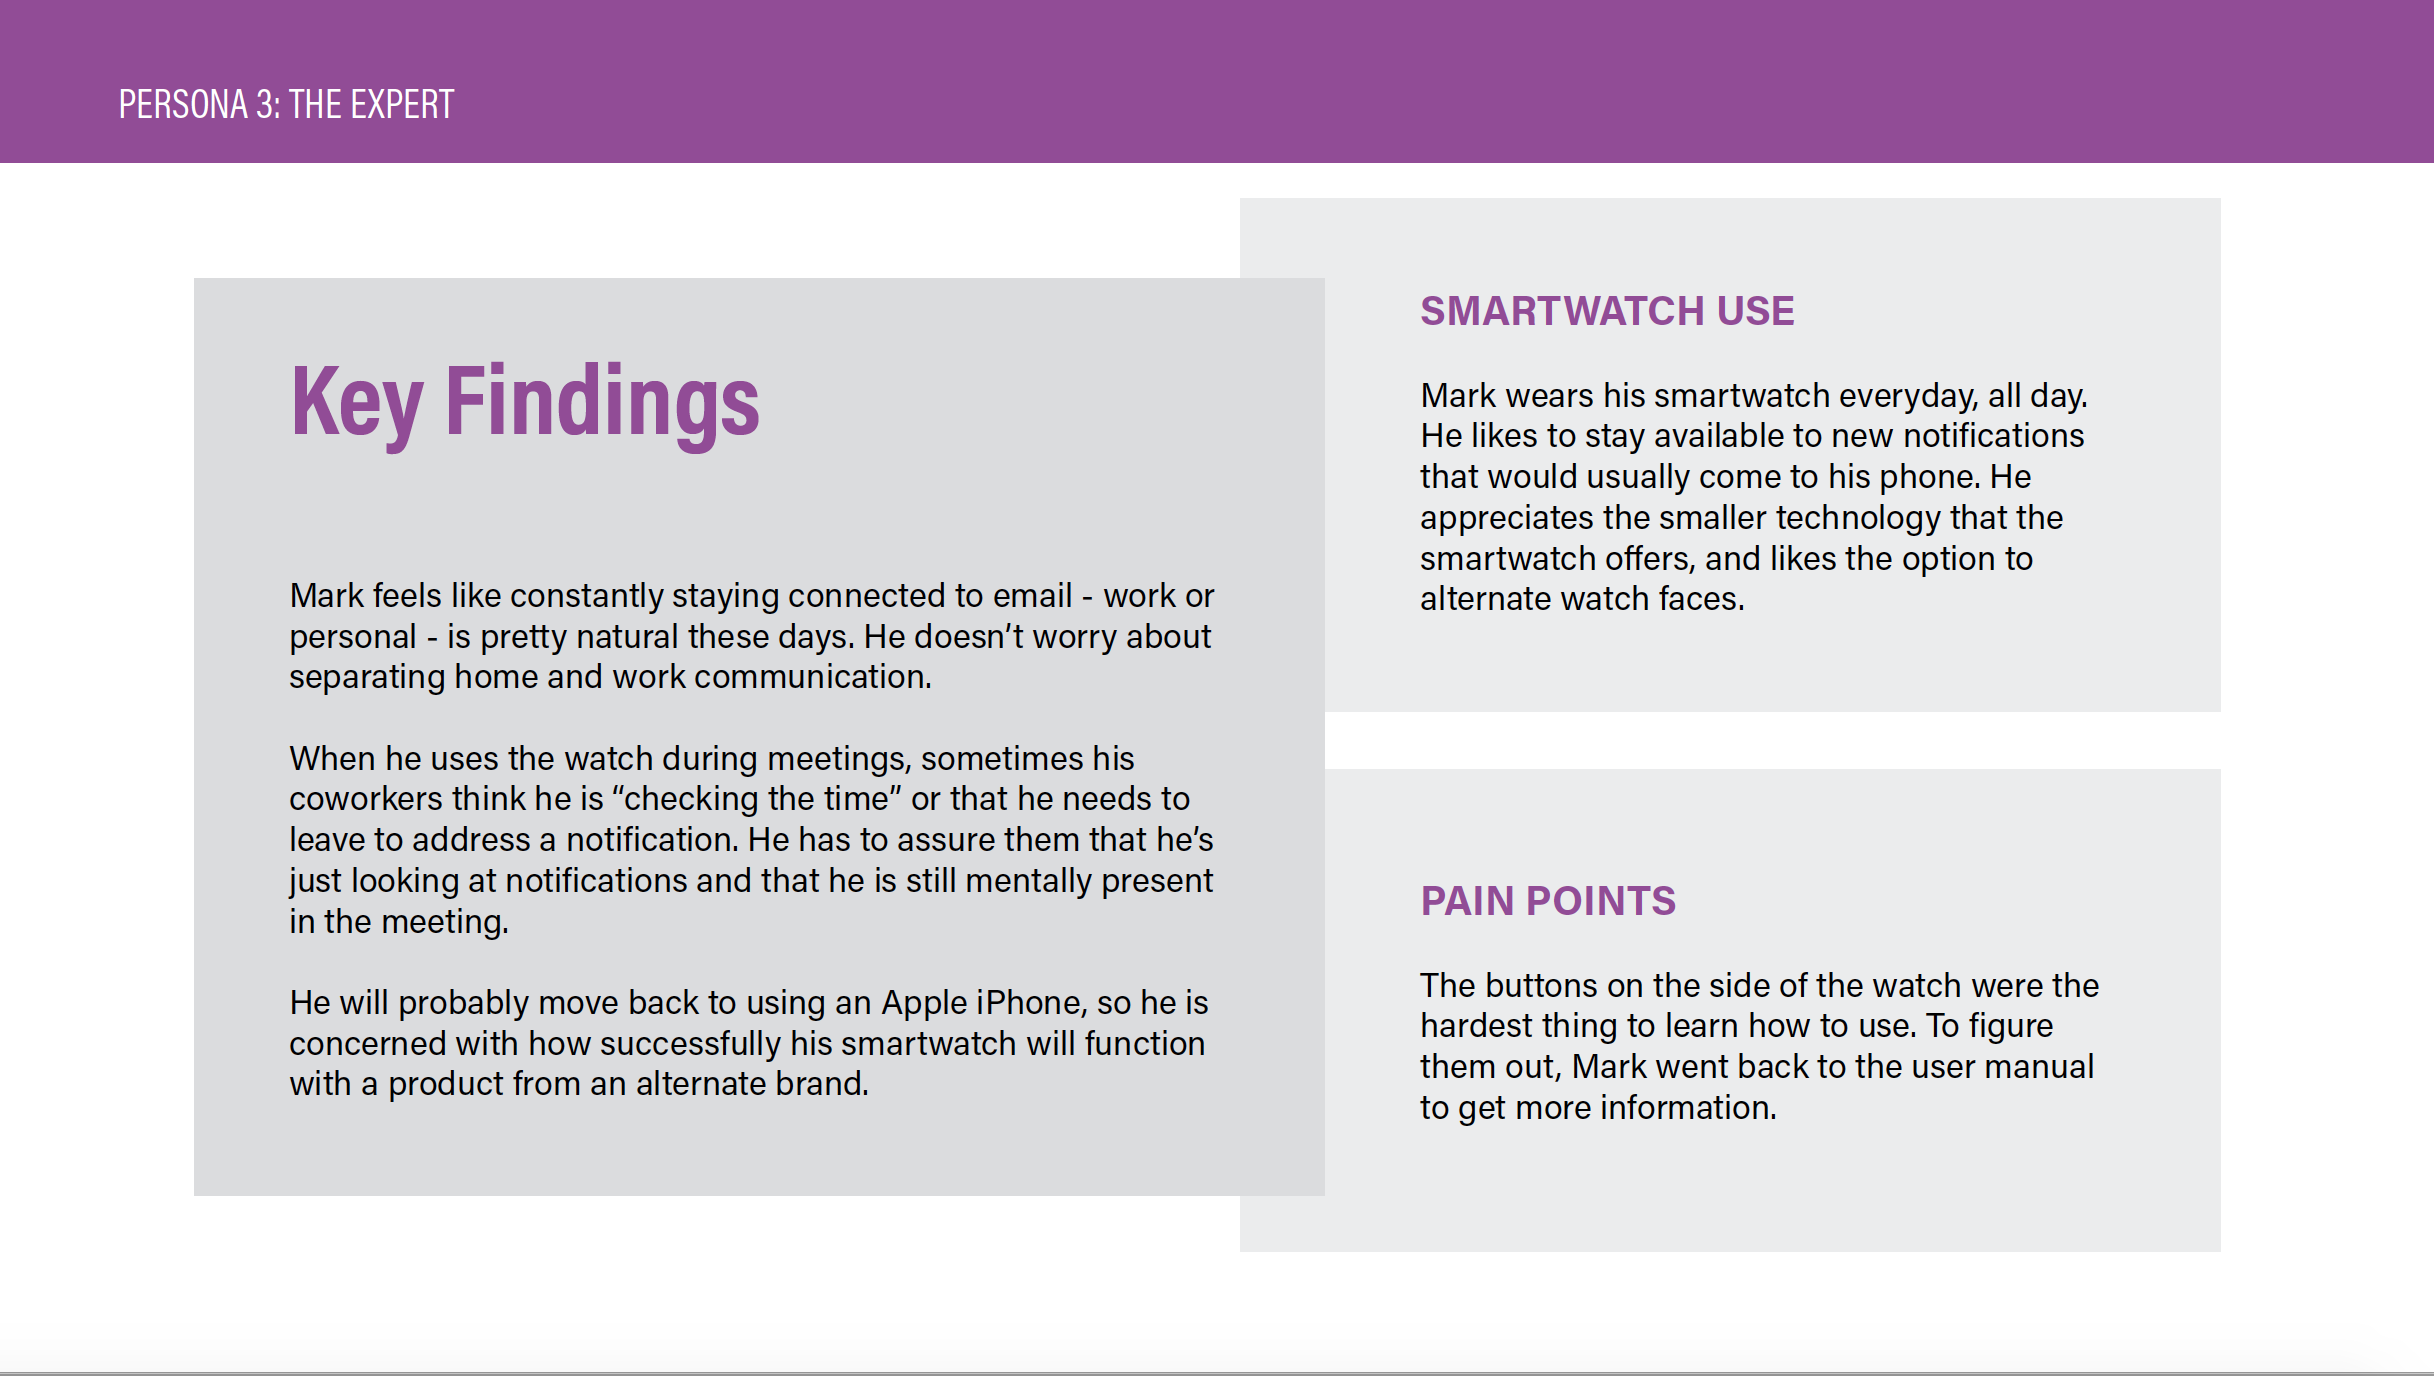 PERSONA 3: THE EXPERT
Key Findings
Mark feels like constantly staying connected to email - work or
personal - is pretty natural these days. He doesn’t worry about
separating home and work communication.
When he uses the watch during meetings, sometimes his
coworkers think he is “checking the time” or that he needs to
leave to address a notification. He has to assure them that he’s
just looking at notifications and that he is still mentally present
in the meeting.
He will probably move back to using an Apple iPhone, so he is
concerned with how successfully his smartwatch will function
with a product from an alternate brand.
SMARTWATCH USE
Mark wears his smartwatch everyday, all day.
He likes to stay available to new notifications
that would usually come to his phone. He
appreciates the smaller technology that the
smartwatch offers, and likes the option to
alternate watch faces.
PAIN POINTS
The buttons on the side of the watch were the
hardest thing to learn how to use. To figure
them out, Mark went back to the user manual
to get more information.